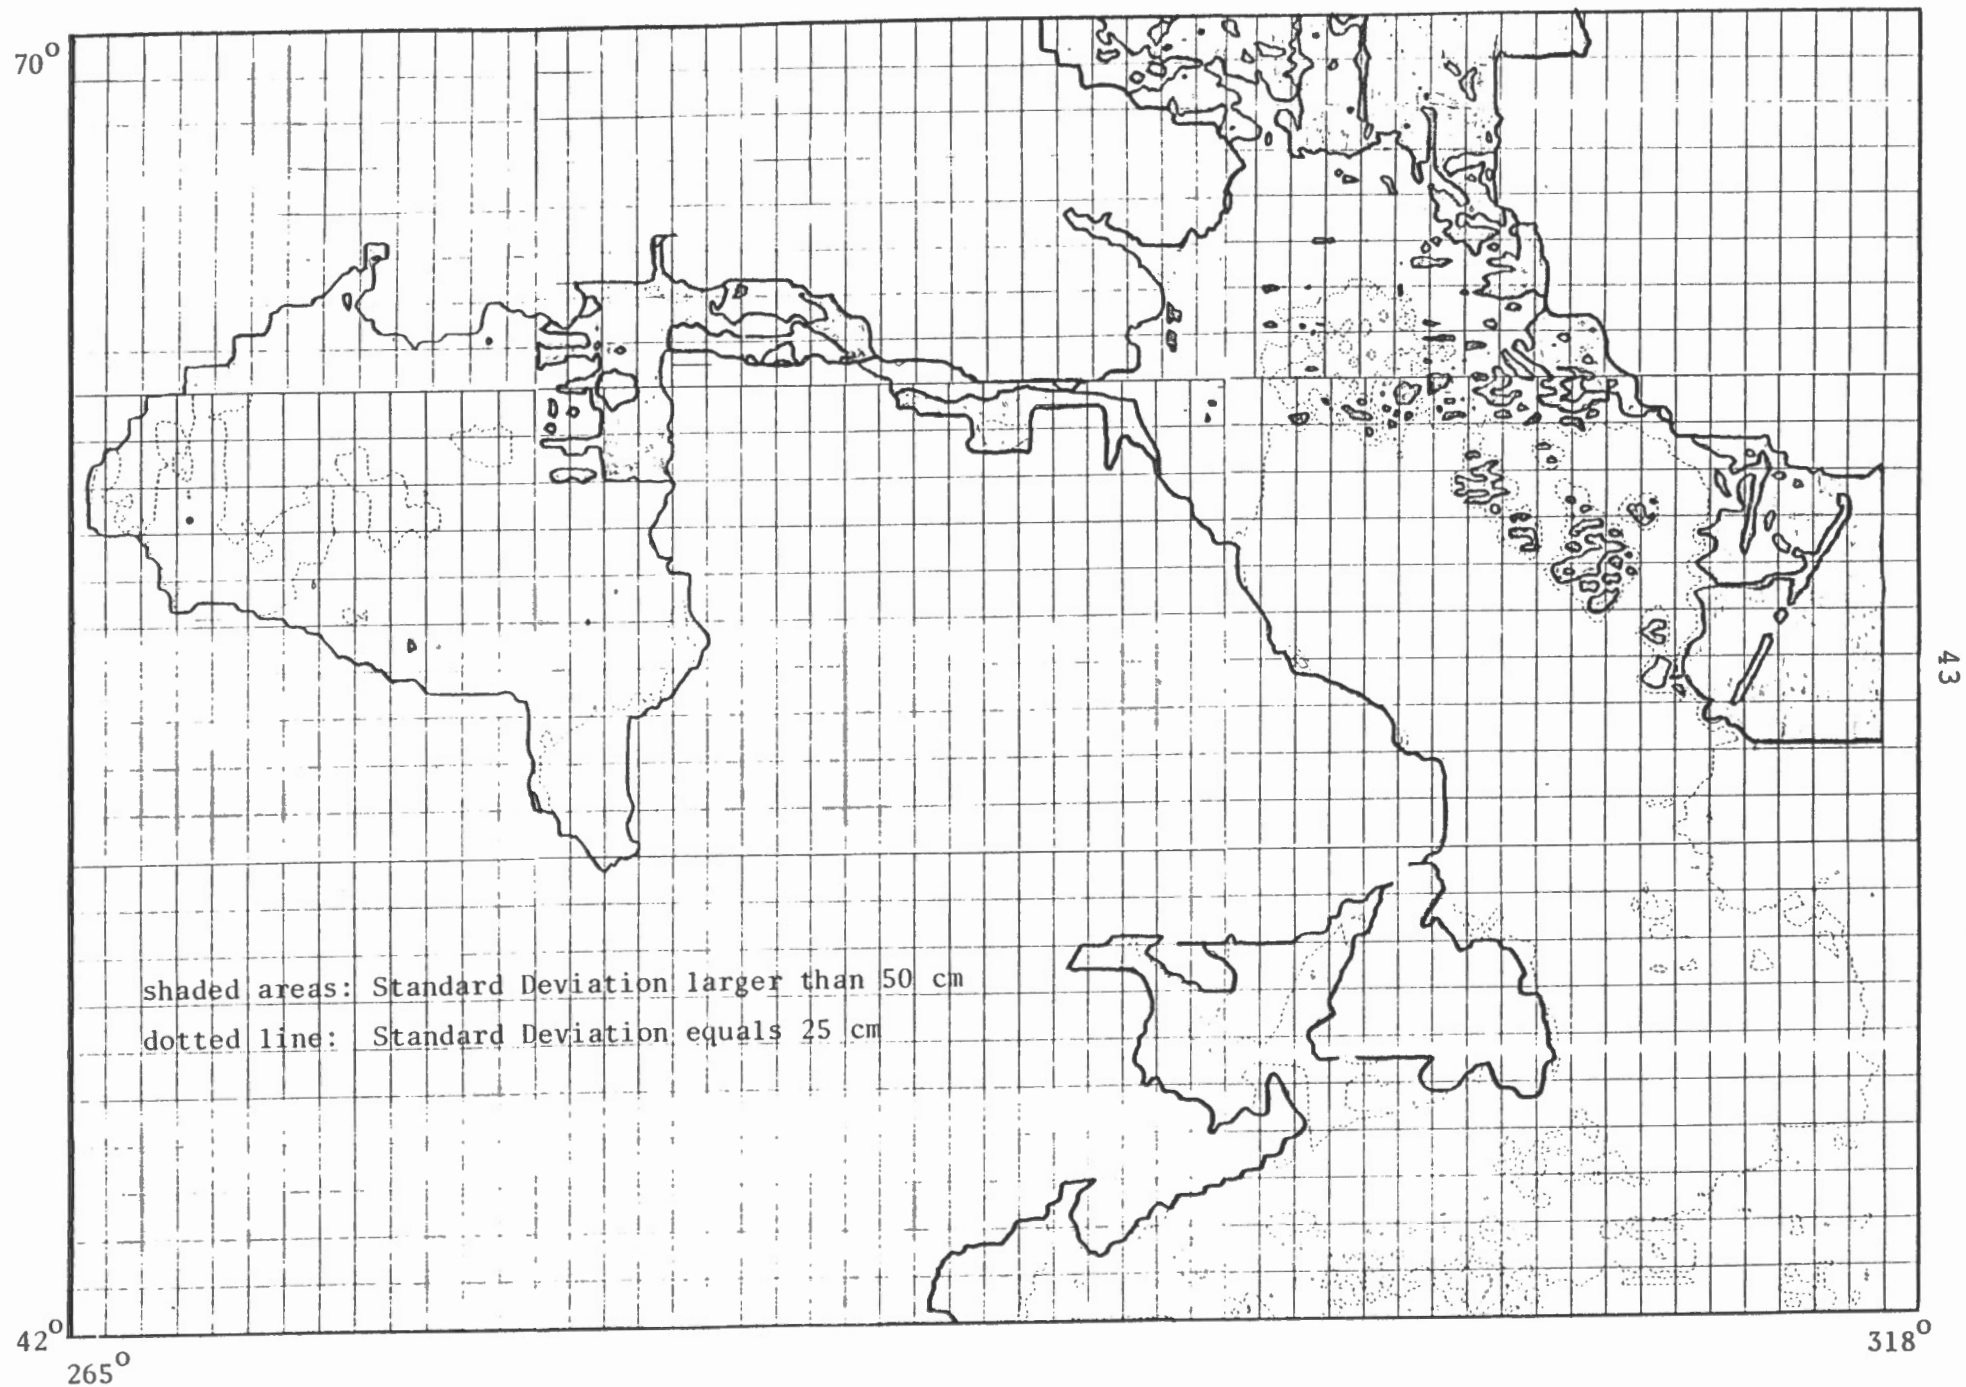 70°
43
shaded areas: Standard Deviation larger than 50 cm
dotted line: Standard Deviation equals 25 cm
42°
318°
265°